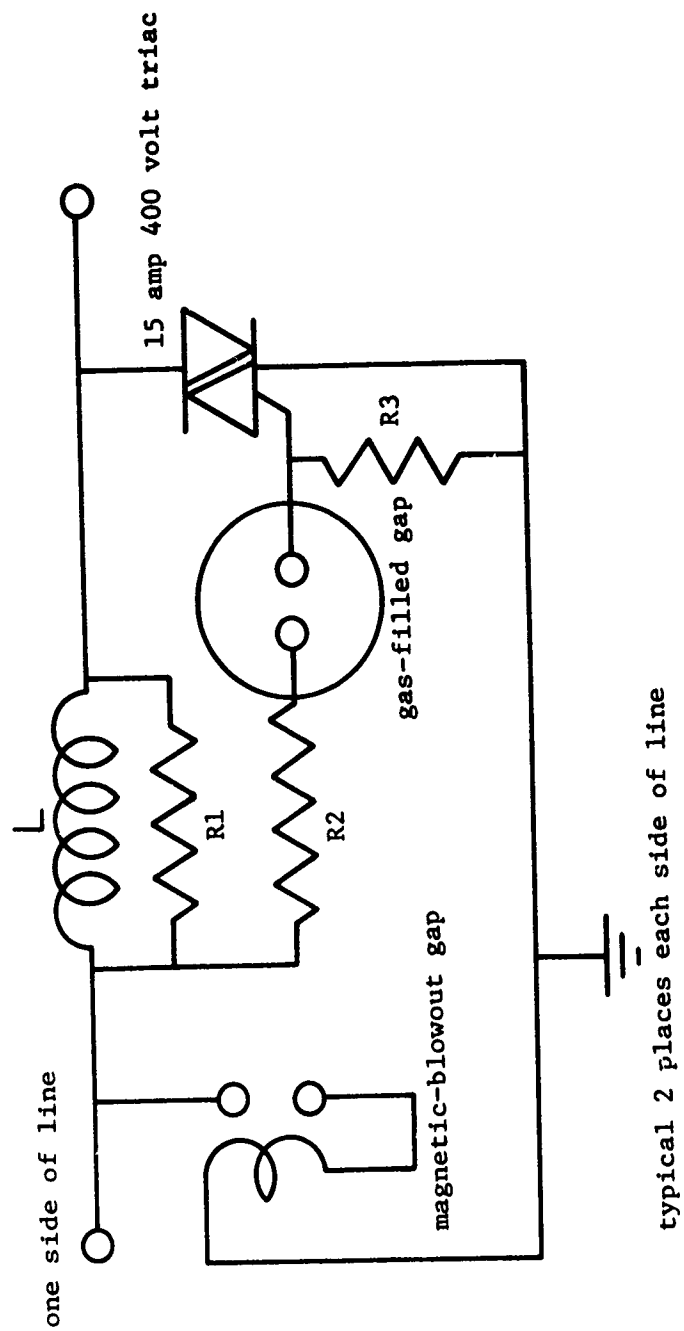 one side of line
L
15 amp 400 volt triac
R1
R2
R3
gas-filled gap
magnetic-blowout gap
typical 2 places each side of line